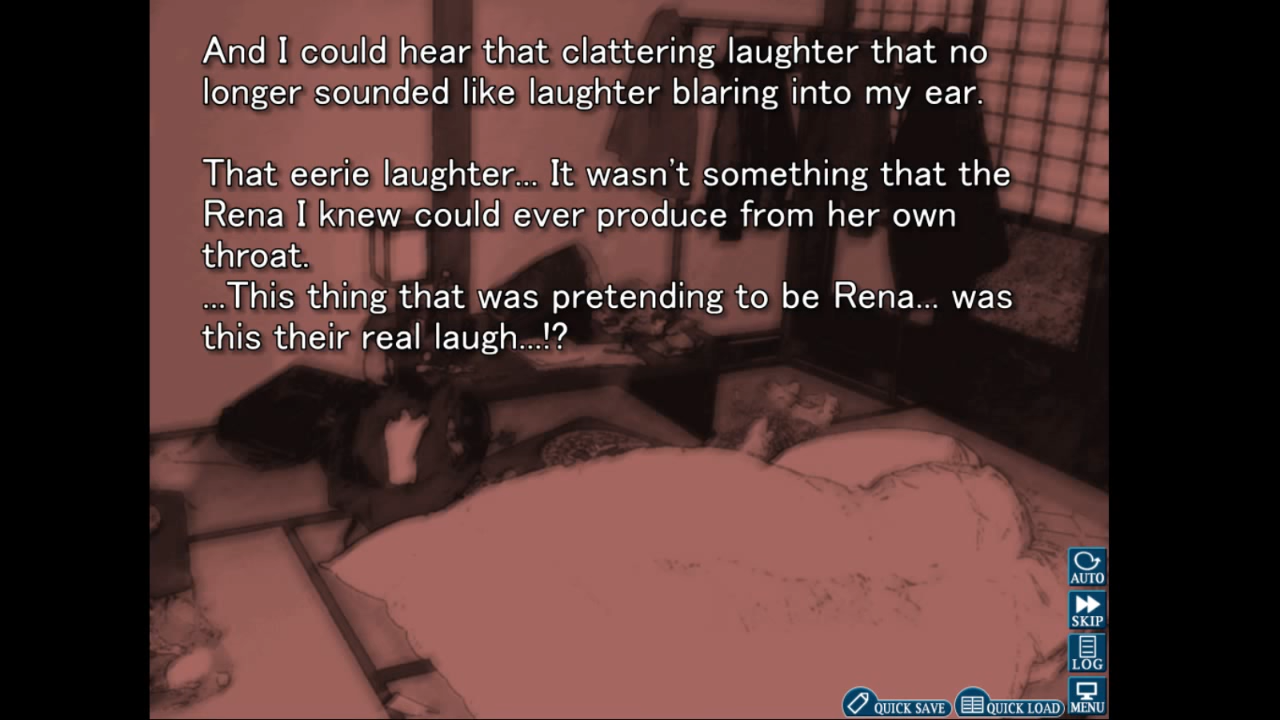 And I could hear that clattering laughter that no
longer sounded like laughter blaring into my ear.
That eerie laughter... It wasn't something that the
Rena I knew could ever produce from her own
throat.
...This thing that was pretending to be Rena... was
this their real laugh...!?
AUTO
SKIP
LOG
MENU
QUICK SAVE
QUICK LOAD